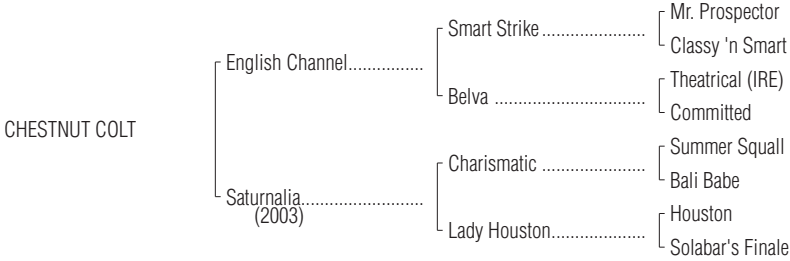 Mr. Prospector
Smart Strike......................
Classy 'n Smart
English Channel................
Theatrical (IRE)
Belva ................................
Committed
CHESTNUT COLT
Summer Squall
Charismatic ......................
Bali Babe
Saturnalia..........................
(2003)
Houston
Lady Houston....................
Solabar's Finale